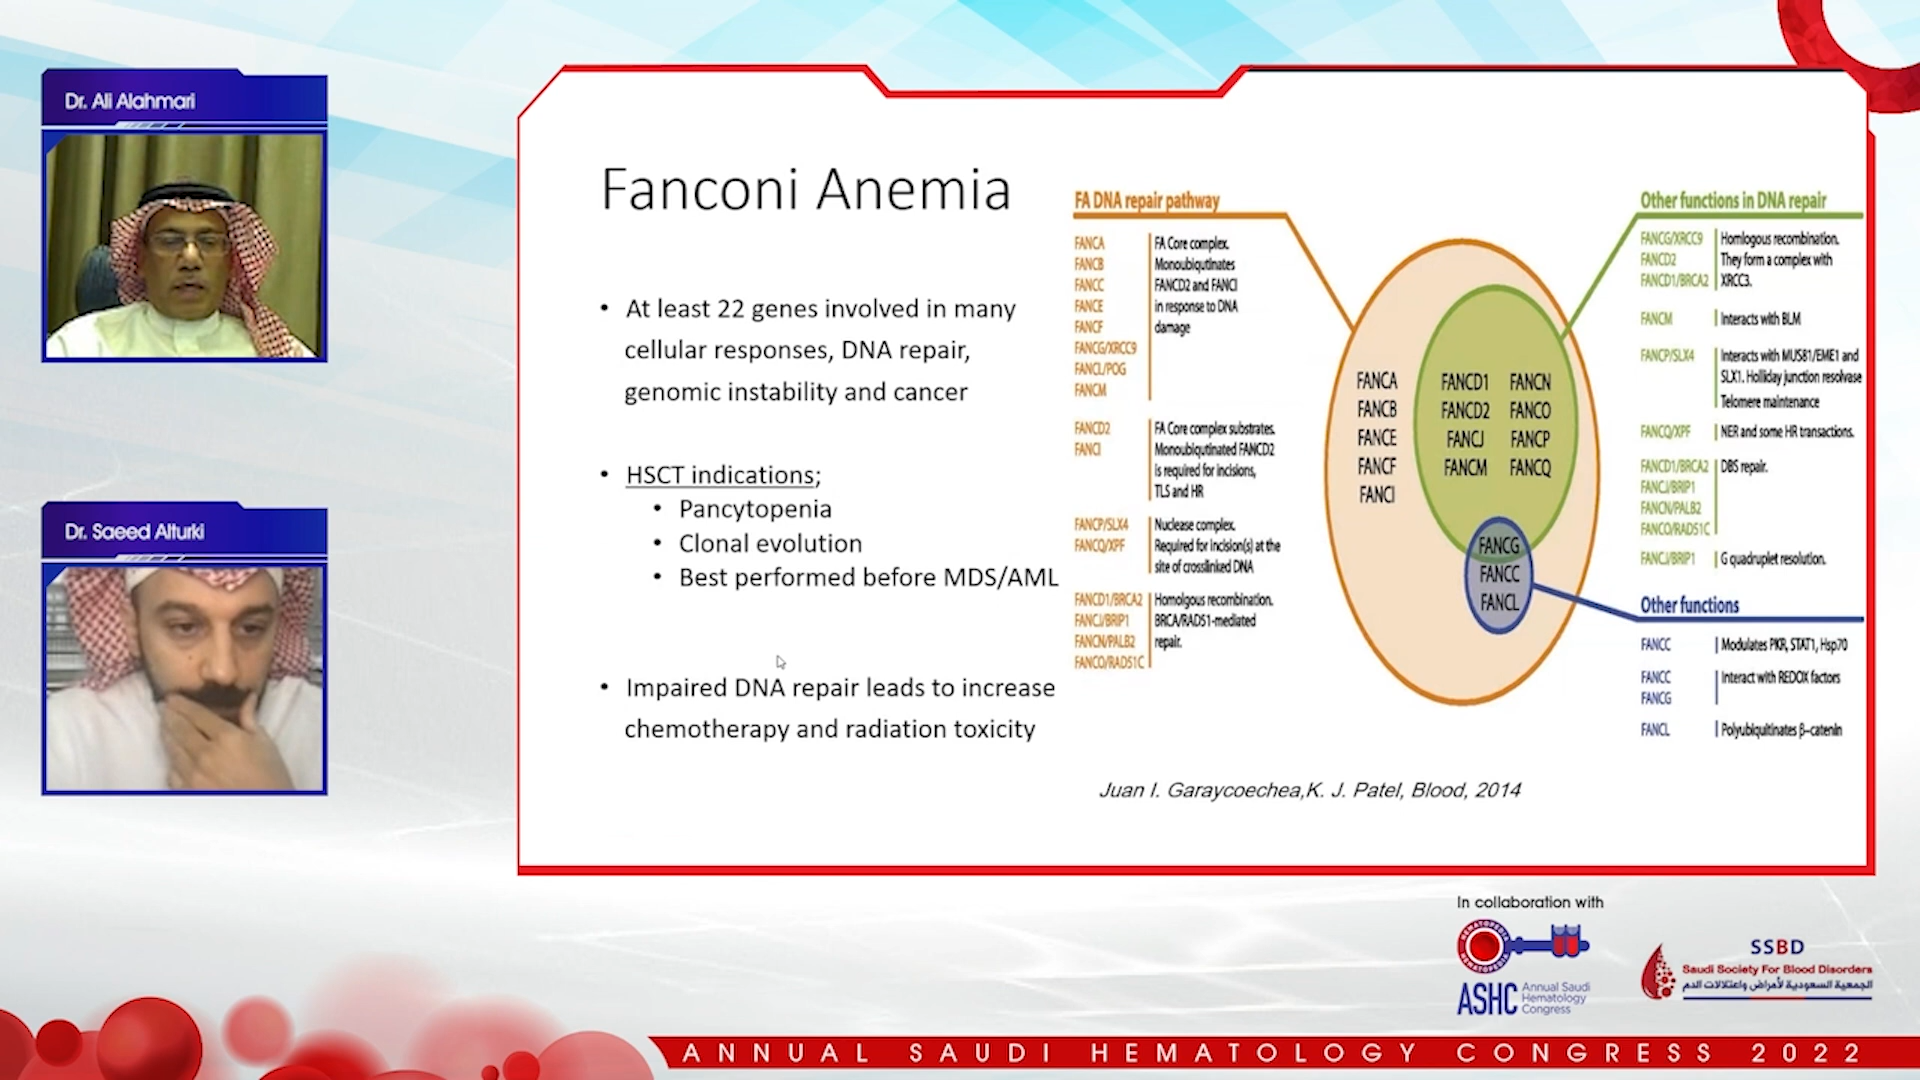 Dr. Ali Alahmari
Dr. Saeed Alturki
Fanconi Anemia
• At least 22 genes involved in many
cellular responses, DNA repair,
genomic instability and cancer
• HSCT indications;
• Pancytopenia
• Clonal evolution
• Best performed before MDS/AML
• Impaired DNA repair leads to increase
chemotherapy and radiation toxicity
FA DNA repair pathway
FANCA FA Core complex.
FANCB Monoubiqutinates
FANCC FANCD2 and FANCI
FANCE in response to DNA
FANCF damage
FANCG/XRCC9
FANCL/POG
FANCM
FANCD2 FA Core complex substrates.
FANCI Monoubiqutinated FANCD2
is required for incisions,
TLS and HR
FANCP/SLX4 Nuclease complex.
FANCQ/XPF Required for incision(s) at the
site of crosslinked DNA
FANCD1/BRCA2 Homolgous recombination.
FANCJ/BRIP1 BRCA/RAD51-mediated
FANCN/PALB2 repair.
FANCO/RAD51C
FANCA
FANCB
FANCE
FANCF
FANCI
FANCD1 FANCN
FANCD2 FANCO
FANCJ FANCP
FANCM FANCQ
FANCG
FANCC
FANCL
Other functions in DNA repair
FANCG/XRCC9 Homlogous recombination.
FANCD2 They form a complex with
FANCD1/BRCA2 XRCC3.
FANCM Interacts with BLM
FANCP/SLX4 Interacts with MUS81/EME1 and
SLX1. Holliday junction resolvase
Telomere maintenance
FANCQ/XPF NER and some HR transactions.
FANCD1/BRCA2 DBS repair.
FANCJ/BRIP1
FANCN/PALB2
FANCO/RAD51C
FANCJ/BRIP1 G quadruplet resolution.
Other functions
FANCC Modulates PKR, STAT1, Hsp70
FANCC Interact with REDOX factors
FANCG
FANCL Polyubiquitinates β-catenin
Juan I. Garaycoechea,K. J. Patel, Blood, 2014
In collaboration with
HEMATOPEDIA
HEMATOPEDIA
ASHC Annual Saudi
Hematology
Congress
SSBD
Saudi Society For Blood Disorders
الجمعية السعودية لأمراض واعتلالات الدم
ANNUAL SAUDI HEMATOLOGY CONGRESS 2022